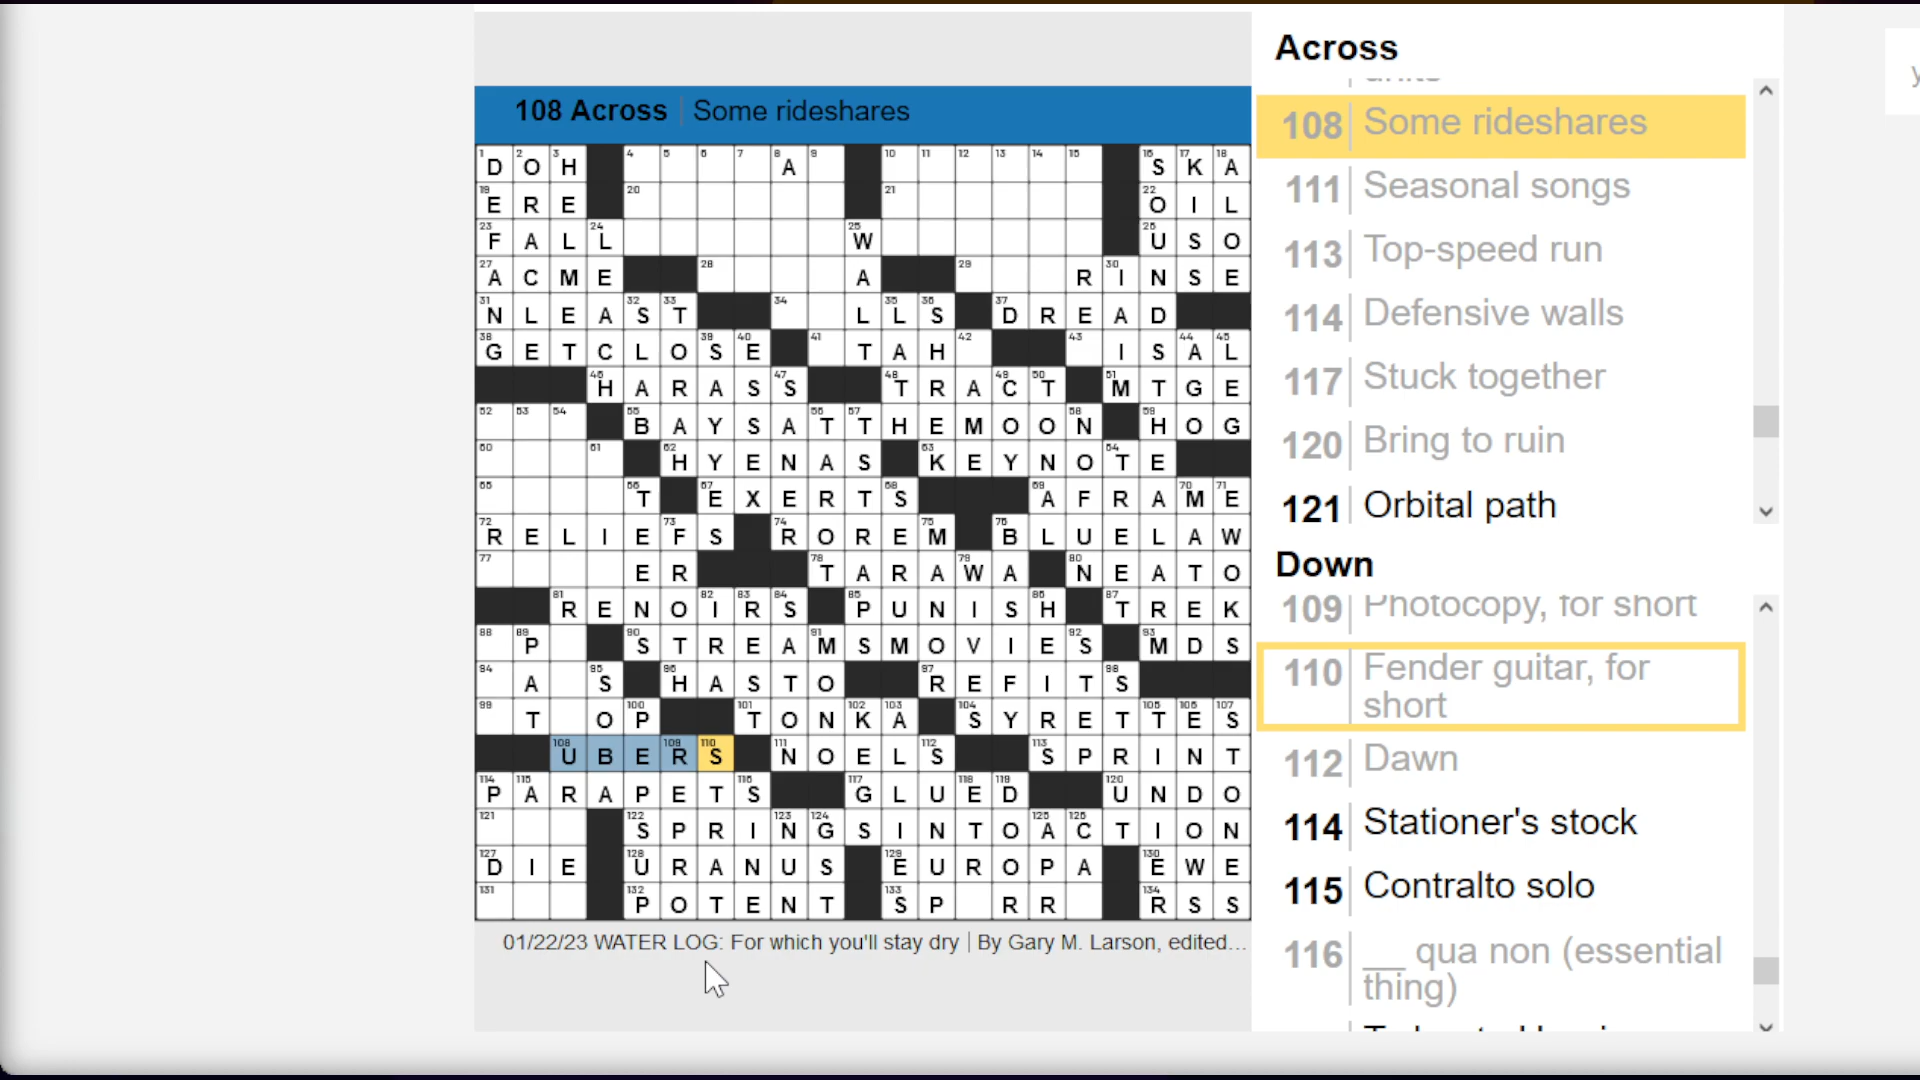 108 Across | Some rideshares
D O H A S K A
E R E O I L
F A L L W U S O
A C M E A R I N S E
N L E A S T L L S D R E A D
G E T C L O S E T A H I S A L
H A R A S S T R A C T M T G E
B A Y S A T T H E M O O N H O G
H Y E N A S K E Y N O T E
T E X E R T S A F R A M E
R E L I E F S R O R E M B L U E L A W
E R T A R A W A N E A T O
R E N O I R S P U N I S H T R E K
P S T R E A M S M O V I E S M D S
A S H A S T O R E F I T S
T O P T O N K A S Y R E T T E S
U B E R S N O E L S S P R I N T
P A R A P E T S G L U E D U N D O
S P R I N G S I N T O A C T I O N
D I E U R A N U S E U R O P A E W E
P O T E N T S P R R R S S
01/22/23 WATER LOG: For which you'll stay dry | By Gary M. Larson, edited...
Across
108 Some rideshares
111 Seasonal songs
113 Top-speed run
114 Defensive walls
117 Stuck together
120 Bring to ruin
121 Orbital path
Down
109 Photocopy, for short
110 Fender guitar, for
short
112 Dawn
114 Stationer's stock
115 Contralto solo
116 __ qua non (essential
thing)